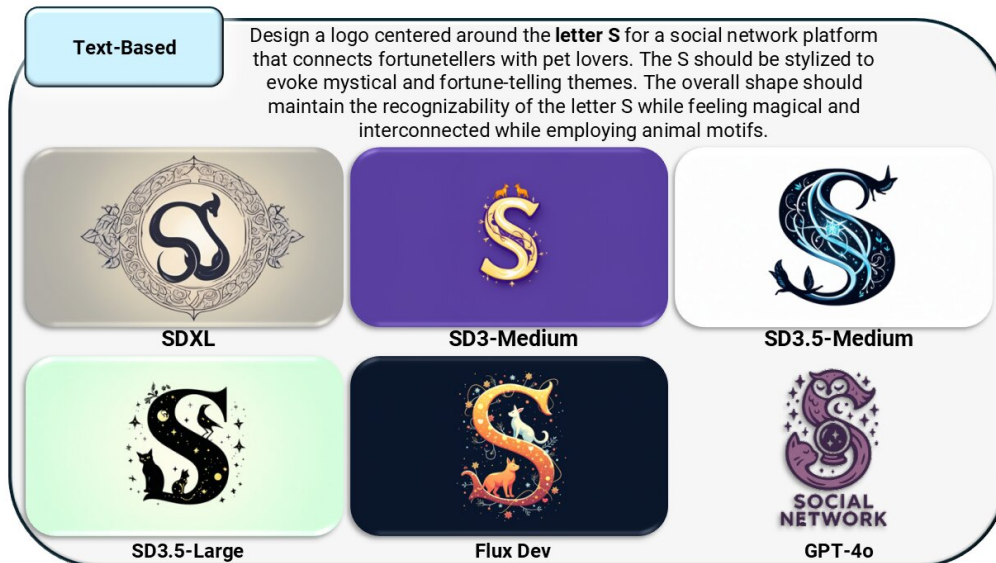 Text-Based
Design a logo centered around the letter S for a social network platform
that connects fortunetellers with pet lovers. The S should be stylized to
evoke mystical and fortune-telling themes. The overall shape should
maintain the recognizability of the letter S while feeling magical and
interconnected while employing animal motifs.
S
S
S
SDXL
SD3-Medium
SD3.5-Medium
S
S
S
SOCIAL
NETWORK
SD3.5-Large
Flux Dev
GPT-4o